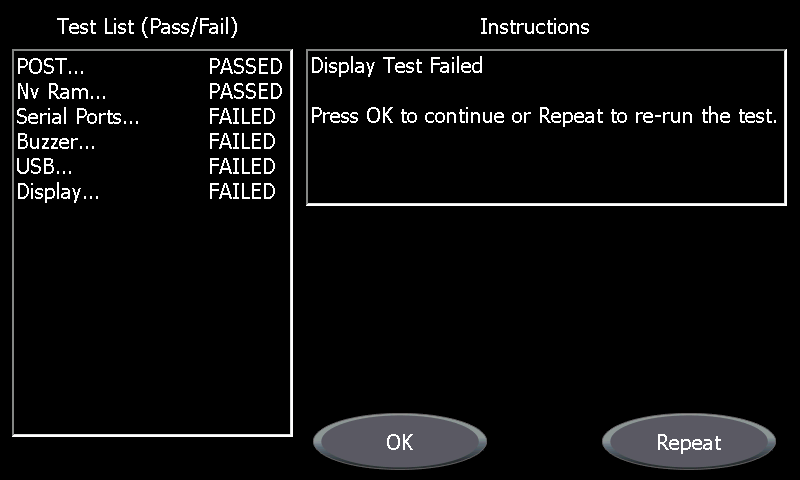 Test List (Pass/Fail)
POST... PASSED
Nv Ram... PASSED
Serial Ports... FAILED
Buzzer... FAILED
USB... FAILED
Display... FAILED
Instructions
Display Test Failed
Press OK to continue or Repeat to re-run the test.
OK
Repeat